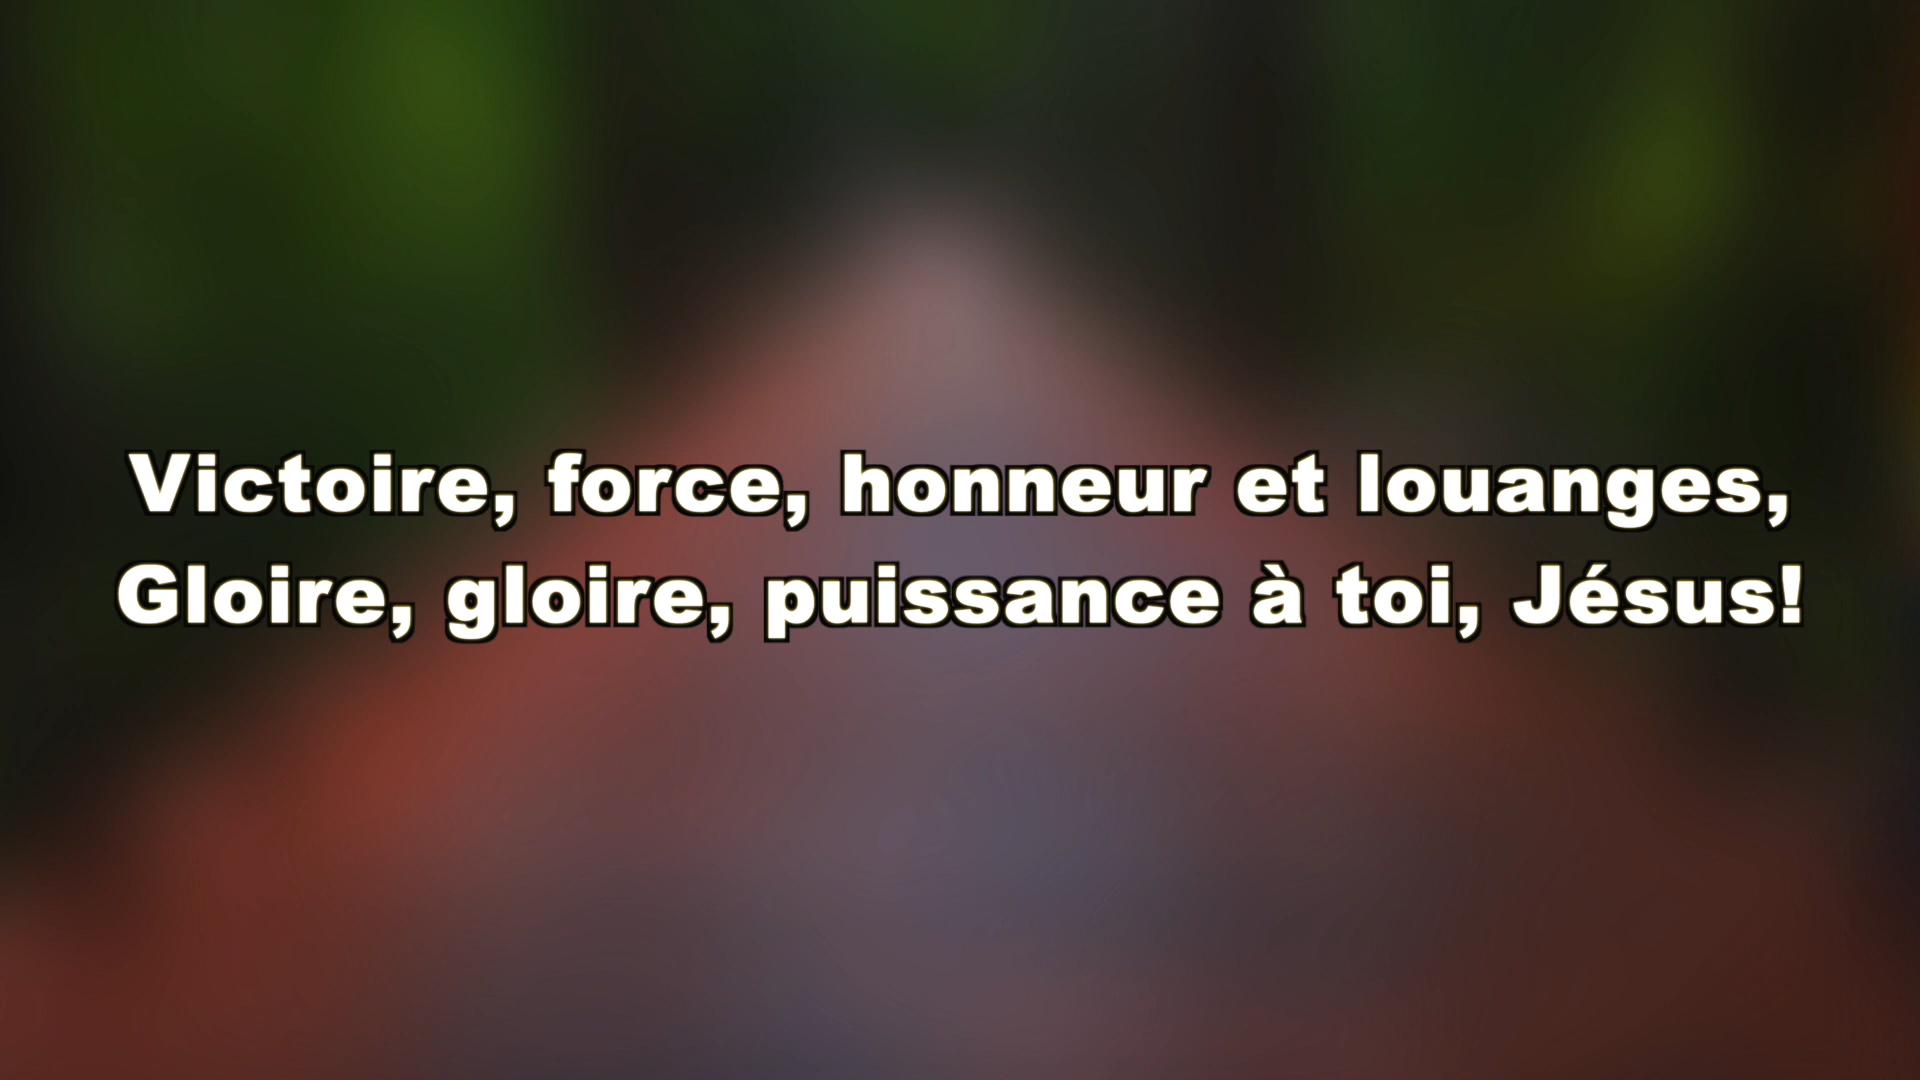 Victoire, force, honneur et louanges,
Gloire, gloire, puissance à toi, Jésus!